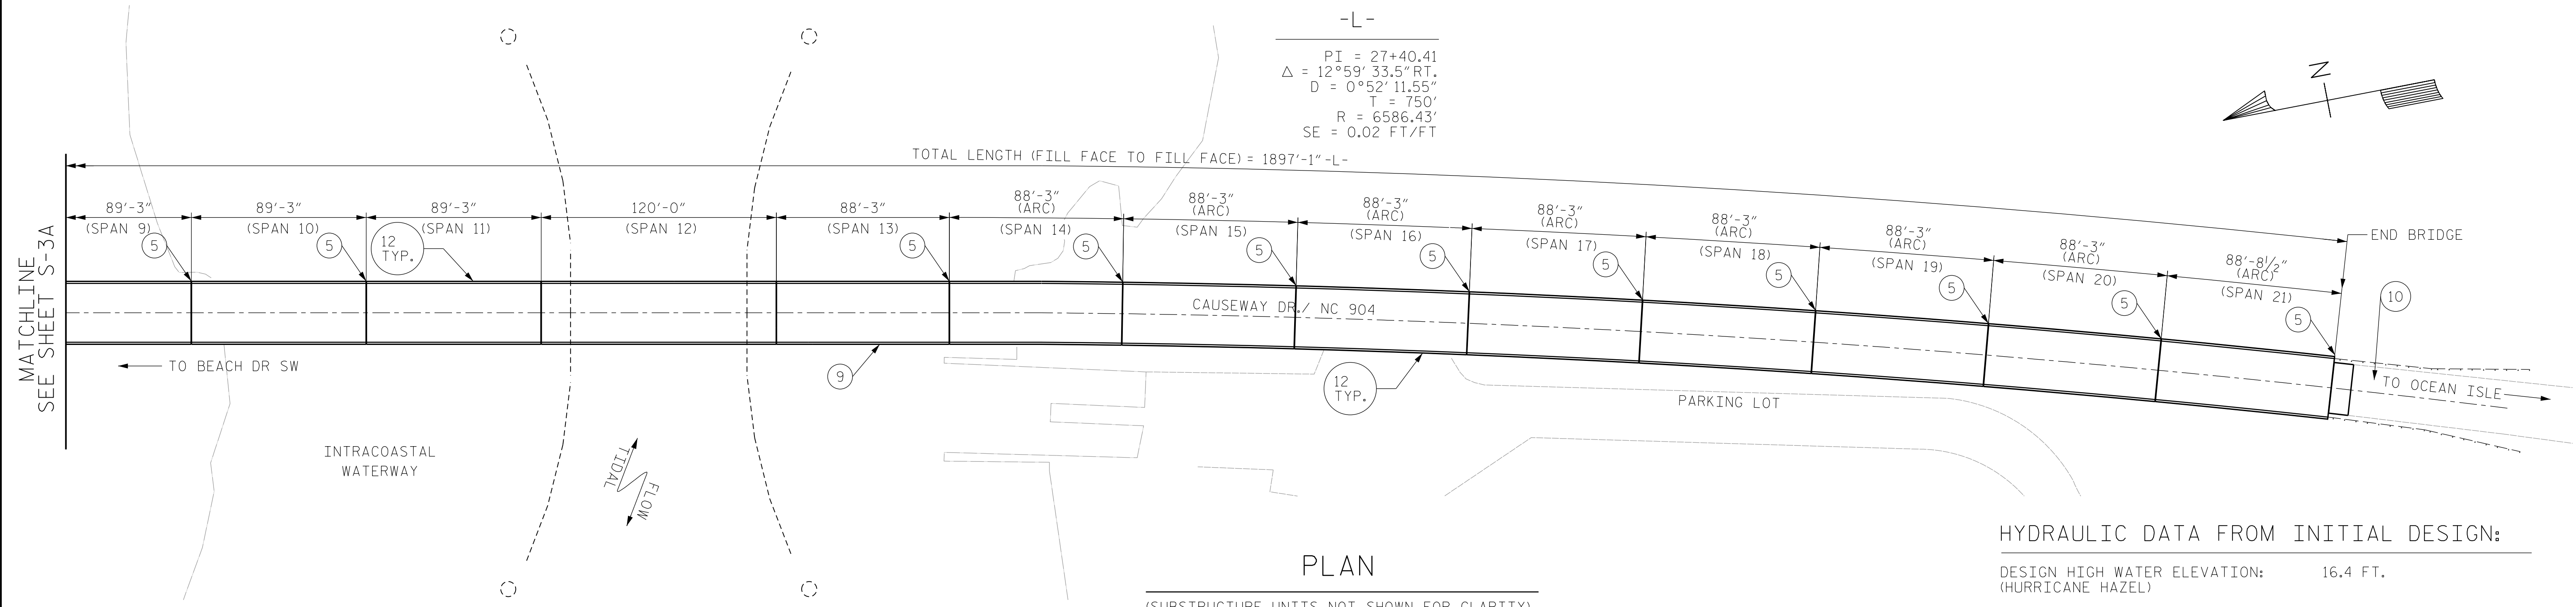 -L-
PI = 27+40.41
△ = 12°59' 33.5" RT.
D = 0°52' 11.55"
T = 750'
R = 6586.43'
SE = 0.02 FT/FT
N
TOTAL LENGTH (FILL FACE TO FILL FACE) = 1897'-1" -L-
89'-3"
(SPAN 9)
89'-3"
(SPAN 10)
89'-3"
(SPAN 11)
120'-0"
(SPAN 12)
88'-3"
(SPAN 13)
88'-3"
(ARC)
(SPAN 14)
88'-3"
(ARC)
(SPAN 15)
88'-3"
(ARC)
(SPAN 16)
88'-3"
(ARC)
(SPAN 17)
88'-3"
(ARC)
(SPAN 18)
88'-3"
(ARC)
(SPAN 19)
88'-3"
(ARC)
(SPAN 20)
88'-8½"
(ARC)
(SPAN 21)
END BRIDGE
5
5
12
TYP.
5
5
5
5
5
5
5
5
5
10
MATCHLINE
SEE SHEET S-3A
CAUSEWAY DR./ NC 904
TO BEACH DR SW
9
12
TYP.
PARKING LOT
TO OCEAN ISLE
INTRACOASTAL
WATERWAY
TIDAL
FLOW
PLAN
(SUBSTRUCTURE UNITS NOT SHOWN FOR CLARITY)
HYDRAULIC DATA FROM INITIAL DESIGN:
DESIGN HIGH WATER ELEVATION: 16.4 FT.
(HURRICANE HAZEL)